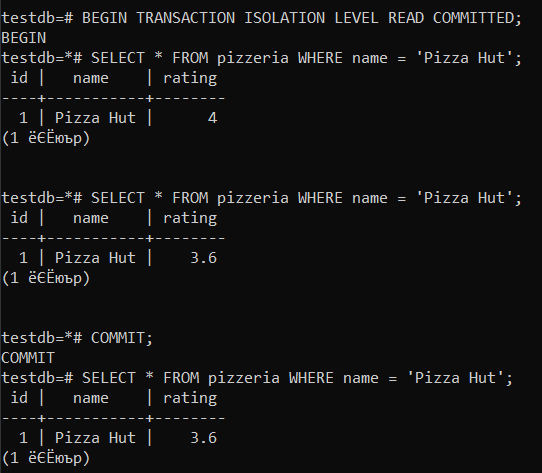 testdb=# BEGIN TRANSACTION ISOLATION LEVEL READ COMMITTED;
BEGIN
testdb=*# SELECT * FROM pizzeria WHERE name = 'Pizza Hut';
 id |   name    | rating
----+-----------+--------
  1 | Pizza Hut |      4
(1 ёЄЁюър)
testdb=*# SELECT * FROM pizzeria WHERE name = 'Pizza Hut';
 id |   name    | rating
----+-----------+--------
  1 | Pizza Hut |    3.6
(1 ёЄЁюър)
testdb=*# COMMIT;
COMMIT
testdb=# SELECT * FROM pizzeria WHERE name = 'Pizza Hut';
 id |   name    | rating
----+-----------+--------
  1 | Pizza Hut |    3.6
(1 ёЄЁюър)